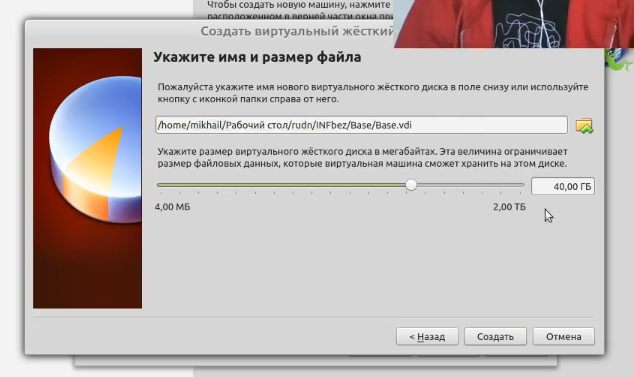 Чтобы создать новую машину, нажмите
расположенном в верней части окна при
Создать виртуальный жёсткий
Укажите имя и размер файла
Пожалуйста укажите имя нового виртуального жёсткого диска в поле снизу или используйте
кнопку с иконкой папки справа от него.
/home/mikhail/Рабочий стол/rudn/INFbez/Base/Base.vdi
Укажите размер виртуального жёсткого диска в мегабайтах. Эта величина ограничивает
размер файловых данных, которые виртуальная машина сможет хранить на этом диске.
40,00 ГБ
4,00 МБ 2,00 ТБ
< Назад Создать Отмена